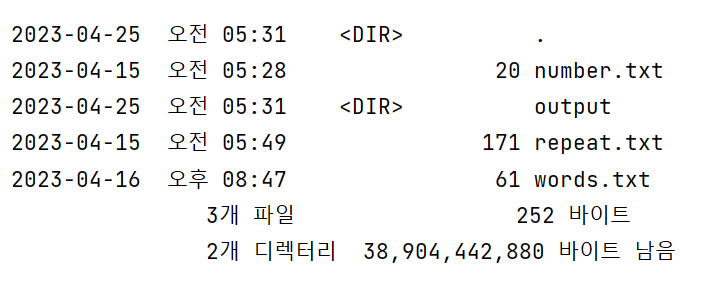 2023-04-25  오전 05:31    <DIR>          .
2023-04-15  오전 05:28                20 number.txt
2023-04-25  오전 05:31    <DIR>          output
2023-04-15  오전 05:49               171 repeat.txt
2023-04-16  오후 08:47                61 words.txt
               3개 파일                 252 바이트
               2개 디렉터리  38,904,442,880 바이트 남음